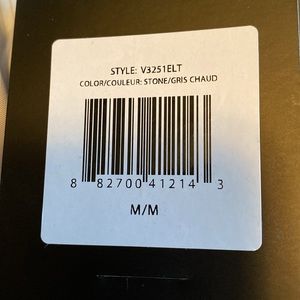 STYLE: V3251ELT
COLOR/COULEUR: STONE/GRIS CHAUD
8 82700 41214 3
M/M